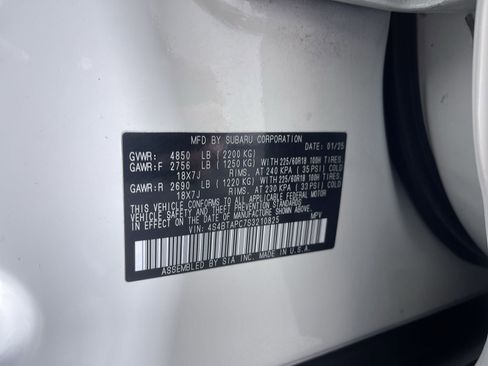 MFD BY SUBARU CORPORATION DATE: 01/25
GVWR: 4850 LB (2200 KG)
GAWR:F 2756 LB (1250 KG) WITH 225/60R18 100H TIRES.
18X7J RIMS. AT 240 KPA (35 PSI) COLD
GAWR:R 2690 LB (1220 KG) WITH 225/60R18 100H TIRES.
18X7J RIMS. AT 230 KPA (33 PSI) COLD
THIS VEHICLE CONFORMS TO ALL APPLICABLE FEDERAL MOTOR
VEHICLE SAFETY, BUMPER, AND THEFT PREVENTION STANDARDS IN
EFFECT ON THE DATE OF MANUFACTURE SHOWN ABOVE.
VIN: 4S4BTAPC7S3210825 MPV
ASSEMBLED BY SIA INC. MADE IN U.S.A.